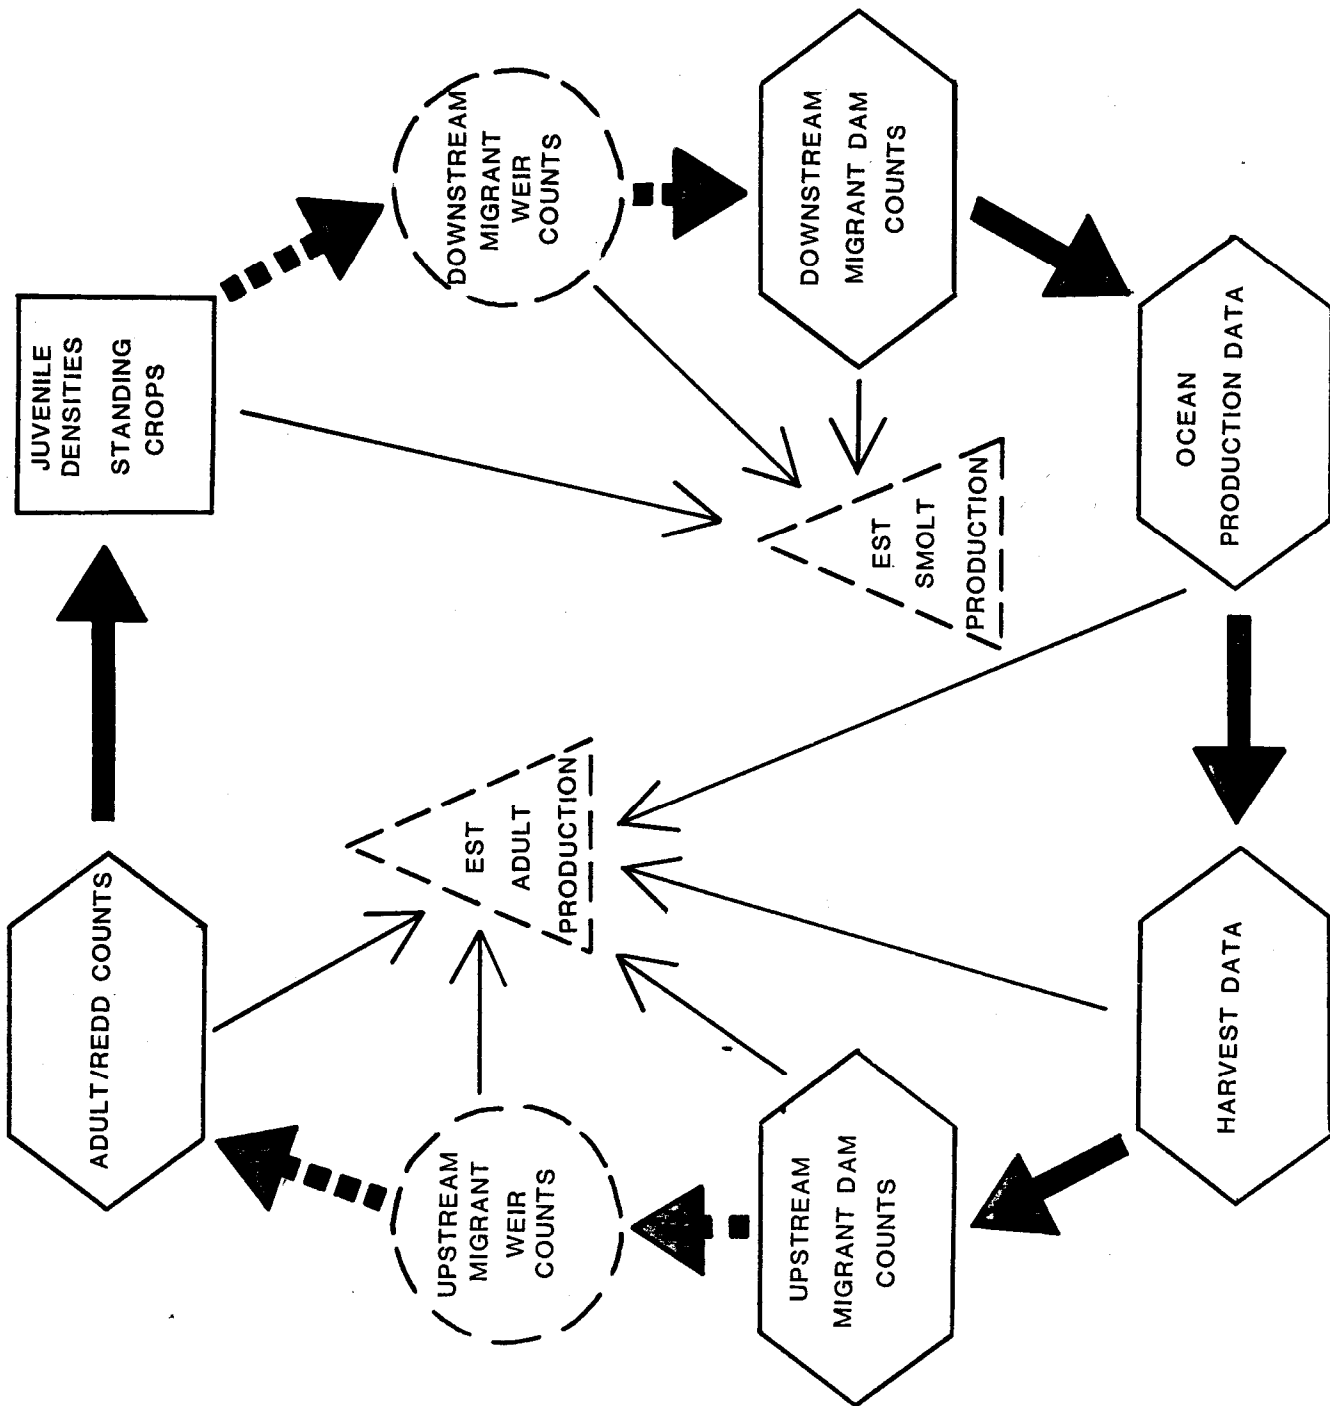 JUVENILE
DENSITIES
STANDING
CROPS
DOWNSTREAM
MIGRANT
WEIR
COUNTS
DOWNSTREAM
MIGRANT DAM
COUNTS
OCEAN
PRODUCTION DATA
HARVEST DATA
UPSTREAM
MIGRANT DAM
COUNTS
UPSTREAM
MIGRANT
WEIR
COUNTS
ADULT/REDD COUNTS
EST
ADULT
PRODUCTION
EST
SMOLT
PRODUCTION